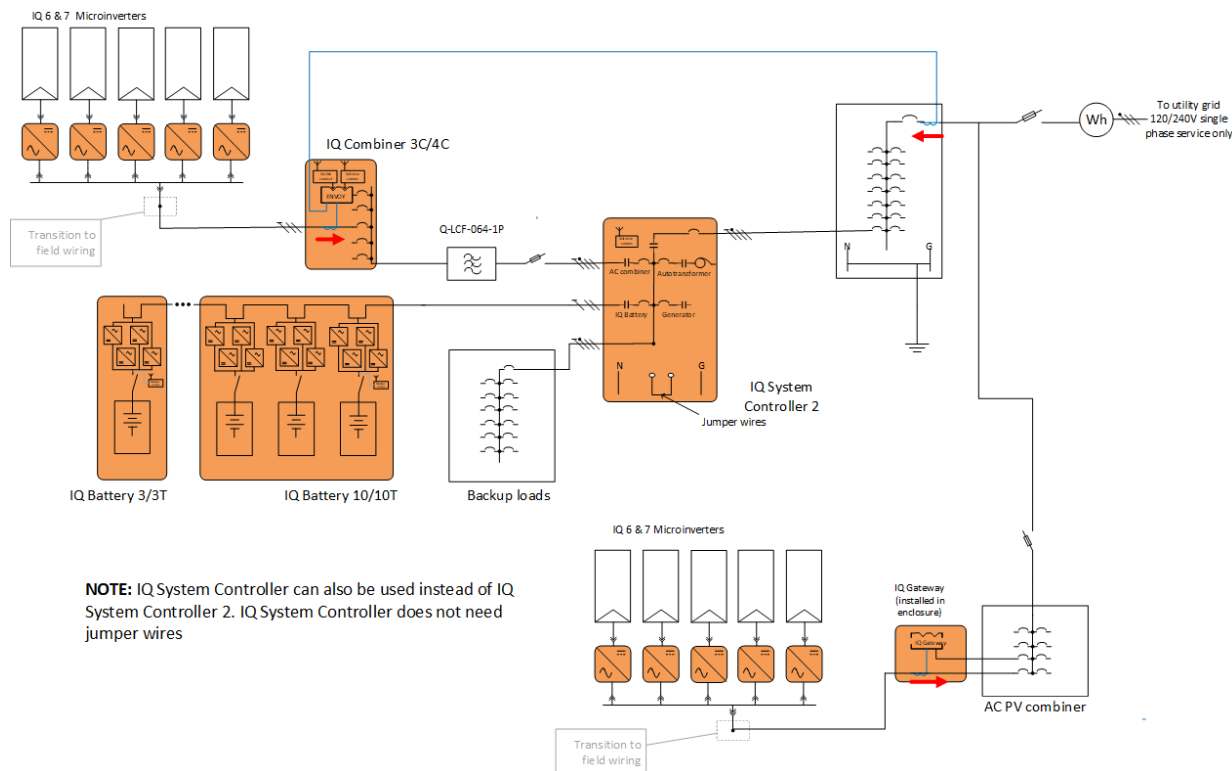 IQ 6 & 7 Microinverters
IQ Combiner 3C/4C
ENVOY
Transition to
field wiring
Q-LCF-064-1P
AC combiner
Autotransformer
IQ Battery
Generator
N
G
Jumper wires
IQ System
Controller 2
N
G
Wh
To utility grid
120/240V single
phase service only
IQ Battery 3/3T
IQ Battery 10/10T
Backup loads
NOTE: IQ System Controller can also be used instead of IQ
System Controller 2. IQ System Controller does not need
jumper wires
IQ 6 & 7 Microinverters
Transition to
field wiring
IQ Gateway
(installed in
enclosure)
IQ Gateway
AC PV combiner